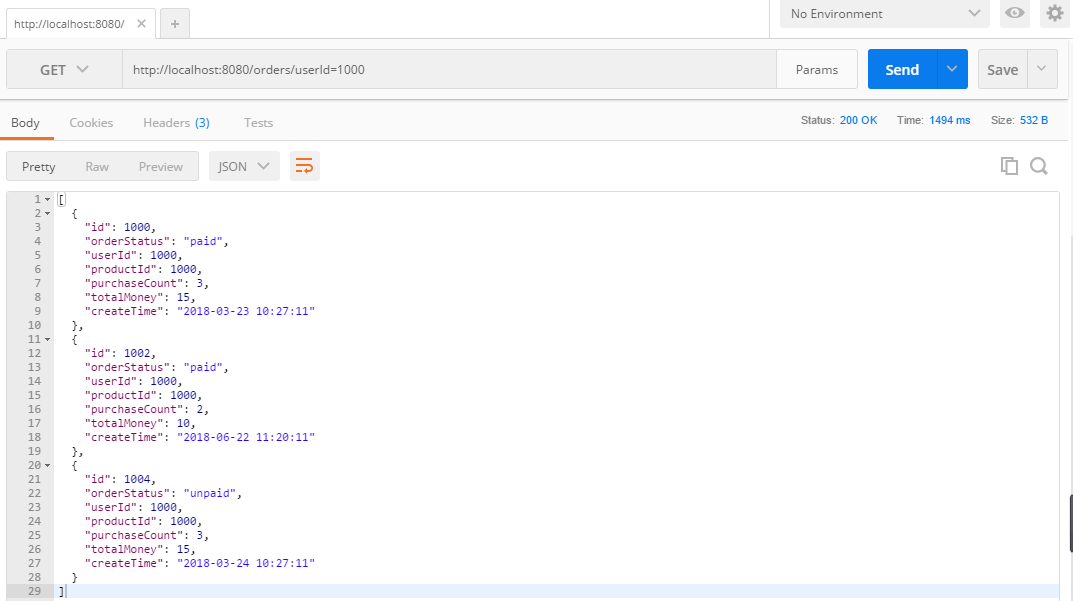 http://localhost:8080/ × +
No Environment
GET http://localhost:8080/orders/userId=1000 Params Send Save
Body Cookies Headers (3) Tests Status: 200 OK Time: 1494 ms Size: 532 B
Pretty Raw Preview JSON
1 [
2 {
3 "id": 1000,
4 "orderStatus": "paid",
5 "userId": 1000,
6 "productId": 1000,
7 "purchaseCount": 3,
8 "totalMoney": 15,
9 "createTime": "2018-03-23 10:27:11"
10 },
11 {
12 "id": 1002,
13 "orderStatus": "paid",
14 "userId": 1000,
15 "productId": 1000,
16 "purchaseCount": 2,
17 "totalMoney": 10,
18 "createTime": "2018-06-22 11:20:11"
19 },
20 {
21 "id": 1004,
22 "orderStatus": "unpaid",
23 "userId": 1000,
24 "productId": 1000,
25 "purchaseCount": 3,
26 "totalMoney": 15,
27 "createTime": "2018-03-24 10:27:11"
28 }
29 ]